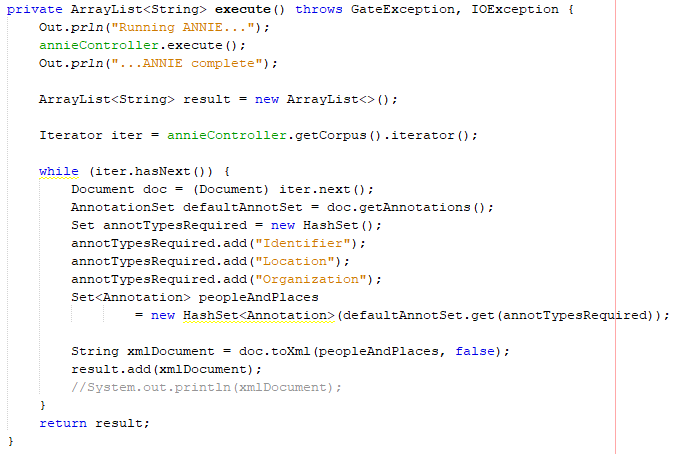 private ArrayList<String> execute() throws GateException, IOException {
    Out.prln("Running ANNIE...");
    annieController.execute();
    Out.prln("...ANNIE complete");

    ArrayList<String> result = new ArrayList<>();

    Iterator iter = annieController.getCorpus().iterator();

    while (iter.hasNext()) {
        Document doc = (Document) iter.next();
        AnnotationSet defaultAnnotSet = doc.getAnnotations();
        Set annotTypesRequired = new HashSet();
        annotTypesRequired.add("Identifier");
        annotTypesRequired.add("Location");
        annotTypesRequired.add("Organization");
        Set<Annotation> peopleAndPlaces
                = new HashSet<Annotation>(defaultAnnotSet.get(annotTypesRequired));

        String xmlDocument = doc.toXml(peopleAndPlaces, false);
        result.add(xmlDocument);
        //System.out.println(xmlDocument);
    }
    return result;
}